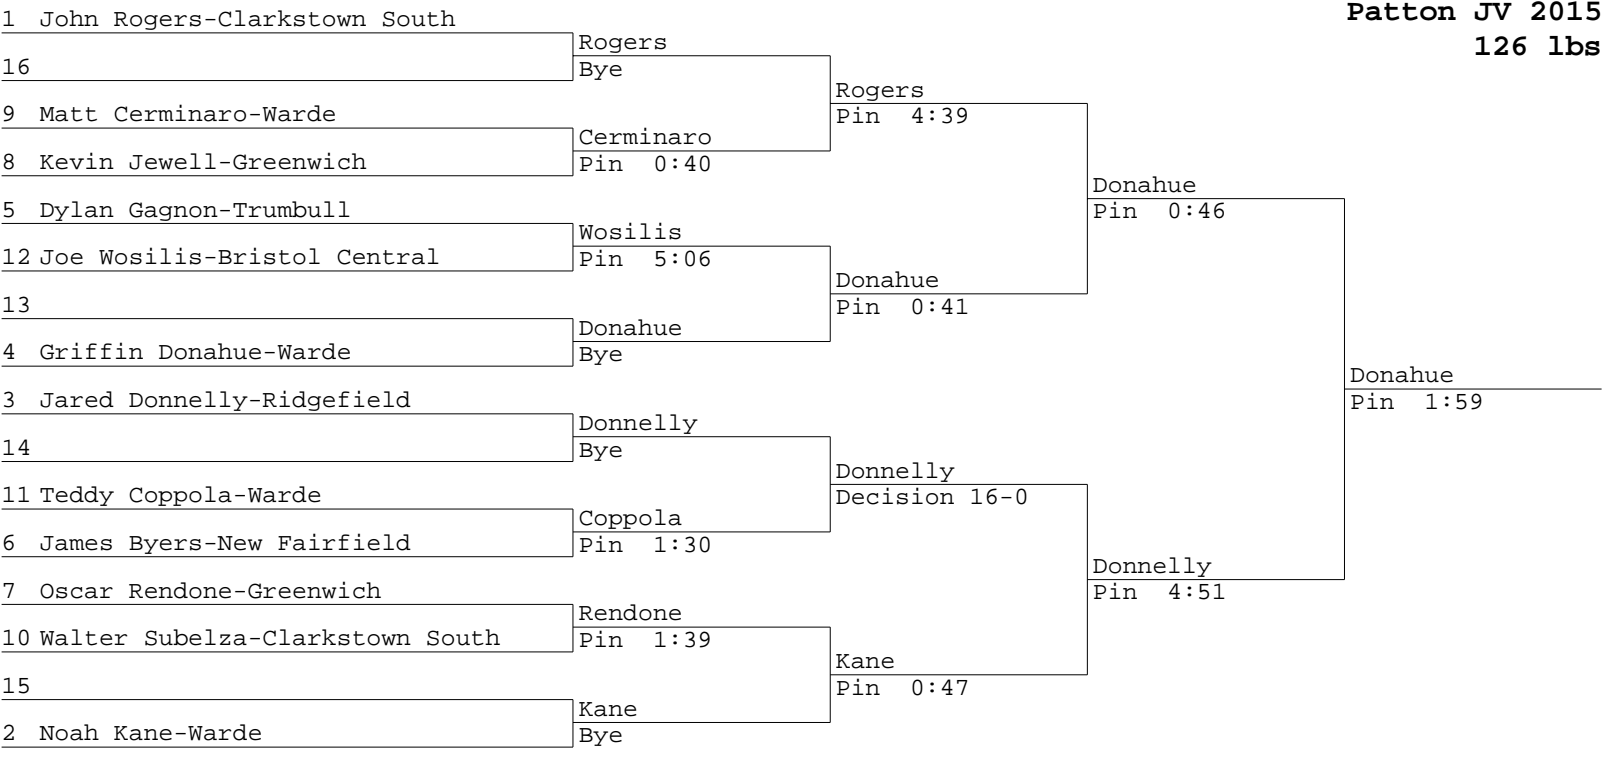 Patton JV 2015
126 lbs
1 John Rogers-Clarkstown South
16
9 Matt Cerminaro-Warde
8 Kevin Jewell-Greenwich
5 Dylan Gagnon-Trumbull
12 Joe Wosilis-Bristol Central
13
4 Griffin Donahue-Warde
3 Jared Donnelly-Ridgefield
14
11 Teddy Coppola-Warde
6 James Byers-New Fairfield
7 Oscar Rendone-Greenwich
10 Walter Subelza-Clarkstown South
15
2 Noah Kane-Warde
Rogers
Bye
Cerminaro
Pin 0:40
Wosilis
Pin 5:06
Donahue
Bye
Donnelly
Bye
Coppola
Pin 1:30
Rendone
Pin 1:39
Kane
Bye
Rogers
Pin 4:39
Donahue
Pin 0:41
Donnelly
Decision 16-0
Kane
Pin 0:47
Donahue
Pin 0:46
Donnelly
Pin 4:51
Donahue
Pin 1:59